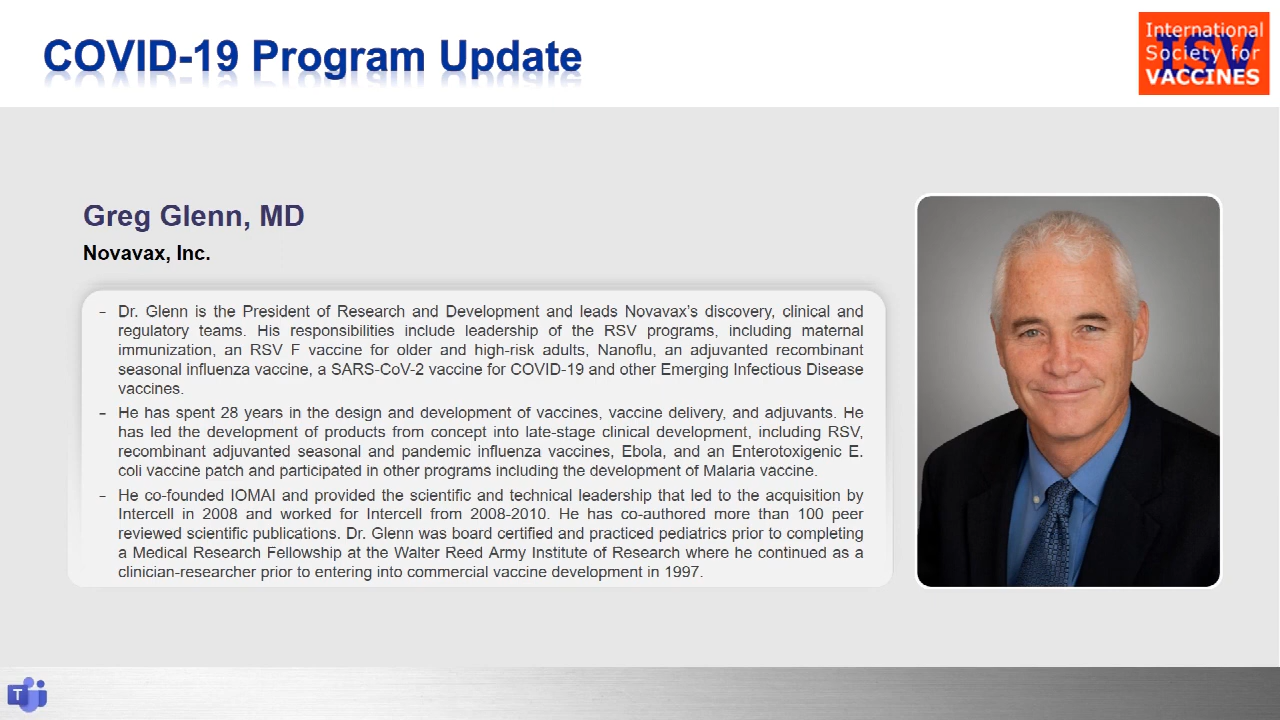 COVID-19 Program Update
International
Society for
VACCINES
ISV
Greg Glenn, MD
Novavax, Inc.
- Dr. Glenn is the President of Research and Development and leads Novavax's discovery, clinical and
regulatory teams. His responsibilities include leadership of the RSV programs, including maternal
immunization, an RSV F vaccine for older and high-risk adults, Nanoflu, an adjuvanted recombinant
seasonal influenza vaccine, a SARS-CoV-2 vaccine for COVID-19 and other Emerging Infectious Disease
vaccines.
- He has spent 28 years in the design and development of vaccines, vaccine delivery, and adjuvants. He
has led the development of products from concept into late-stage clinical development, including RSV,
recombinant adjuvanted seasonal and pandemic influenza vaccines, Ebola, and an Enterotoxigenic E.
coli vaccine patch and participated in other programs including the development of Malaria vaccine.
- He co-founded IOMAI and provided the scientific and technical leadership that led to the acquisition by
Intercell in 2008 and worked for Intercell from 2008-2010. He has co-authored more than 100 peer
reviewed scientific publications. Dr. Glenn was board certified and practiced pediatrics prior to completing
a Medical Research Fellowship at the Walter Reed Army Institute of Research where he continued as a
clinician-researcher prior to entering into commercial vaccine development in 1997.
T